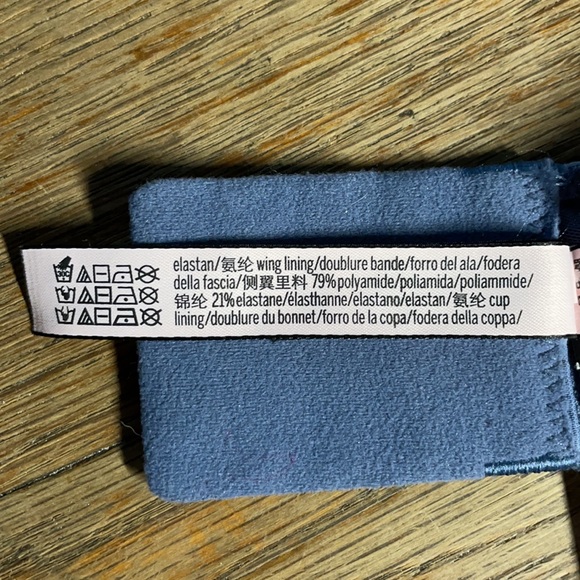 elastan/氨纶 wing lining/doublure bande/forro del ala/fodera
della fascia/侧翼里料 79% polyamide/poliamida/poliammide/
锦纶 21% elastane/élasthanne/elastano/elastan/氨纶 cup
lining/doublure du bonnet/forro de la copa/fodera della coppa/